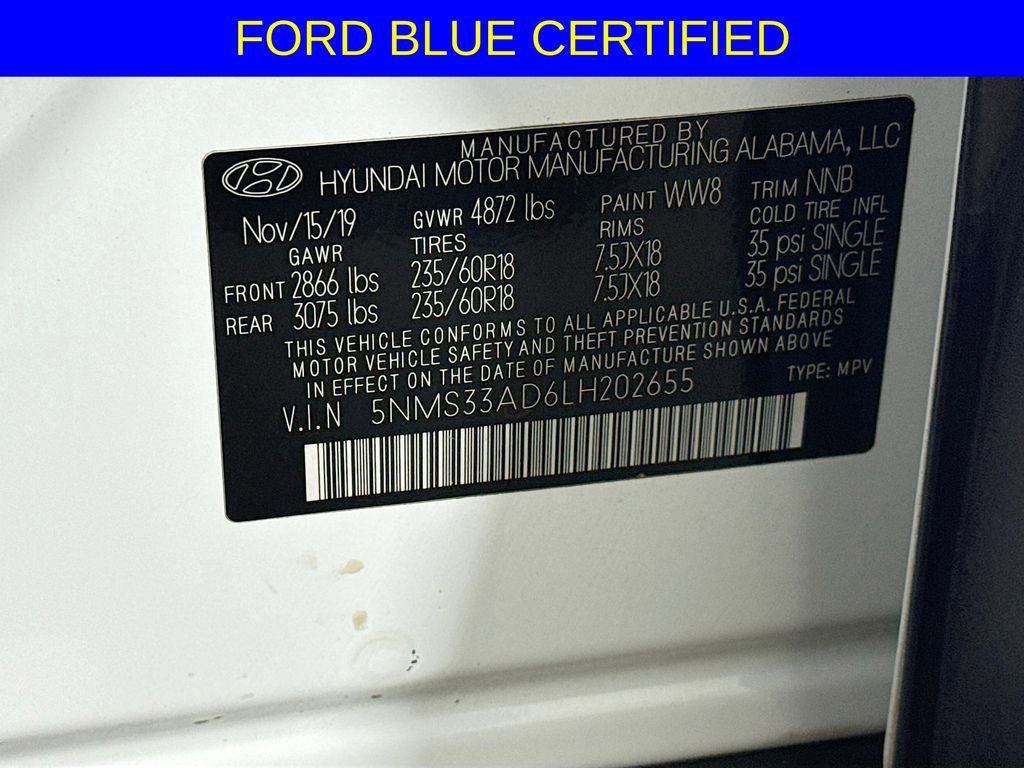 FORD BLUE CERTIFIED
MANUFACTURED BY
HYUNDAI MOTOR MANUFACTURING ALABAMA, LLC
Nov/15/19 GVWR 4872 lbs PAINT WW8 TRIM NNB
GAWR TIRES RIMS COLD TIRE INFL
FRONT 2866 lbs 235/60R18 7.5JX18 35 psi SINGLE
REAR 3075 lbs 235/60R18 7.5JX18 35 psi SINGLE
THIS VEHICLE CONFORMS TO ALL APPLICABLE U.S.A. FEDERAL
MOTOR VEHICLE SAFETY AND THEFT PREVENTION STANDARDS
IN EFFECT ON THE DATE OF MANUFACTURE SHOWN ABOVE
V.I.N 5NMS33AD6LH202655 TYPE: MPV